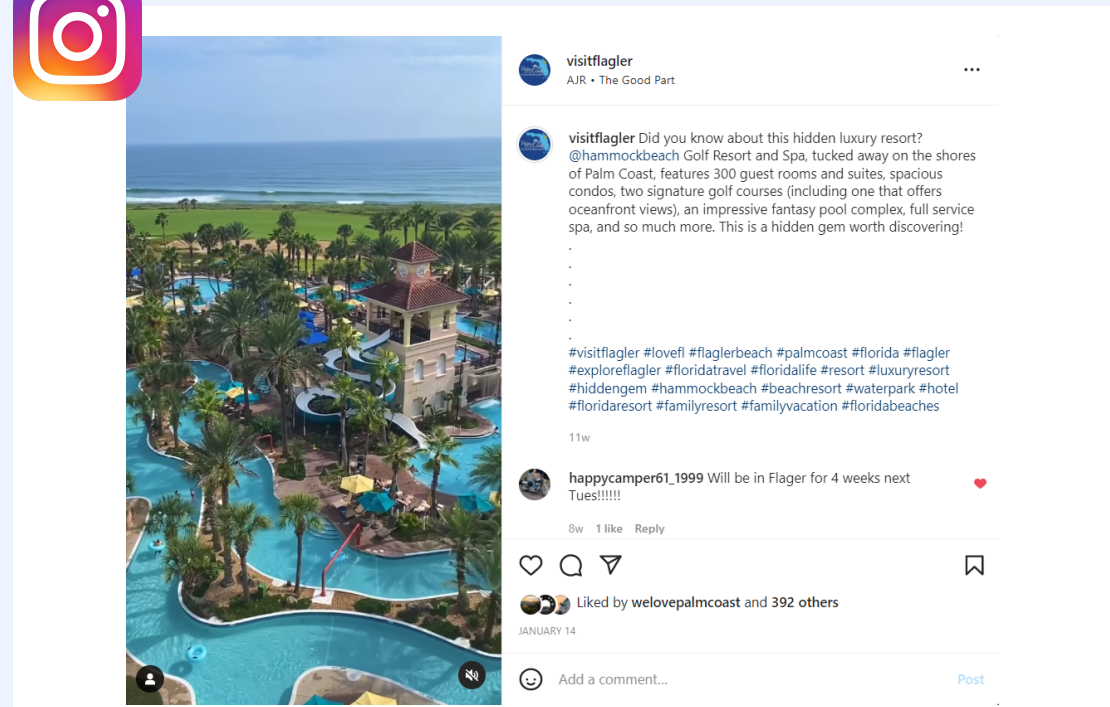 visitflagler
AJR • The Good Part
visitflagler Did you know about this hidden luxury resort?
@hammockbeach Golf Resort and Spa, tucked away on the shores
of Palm Coast, features 300 guest rooms and suites, spacious
condos, two signature golf courses (including one that offers
oceanfront views), an impressive fantasy pool complex, full service
spa, and so much more. This is a hidden gem worth discovering!
.
.
.
.
.
.
#visitflagler #lovefl #flaglerbeach #palmcoast #florida #flagler
#exploreflagler #floridatravel #floridalife #resort #luxuryresort
#hiddengem #hammockbeach #beachresort #waterpark #hotel
#floridaresort #familyresort #familyvacation #floridabeaches
11w
happycamper61_1999 Will be in Flager for 4 weeks next
Tues!!!!!!
8w 1 like Reply
Liked by welovepalmcoast and 392 others
JANUARY 14
Add a comment... Post